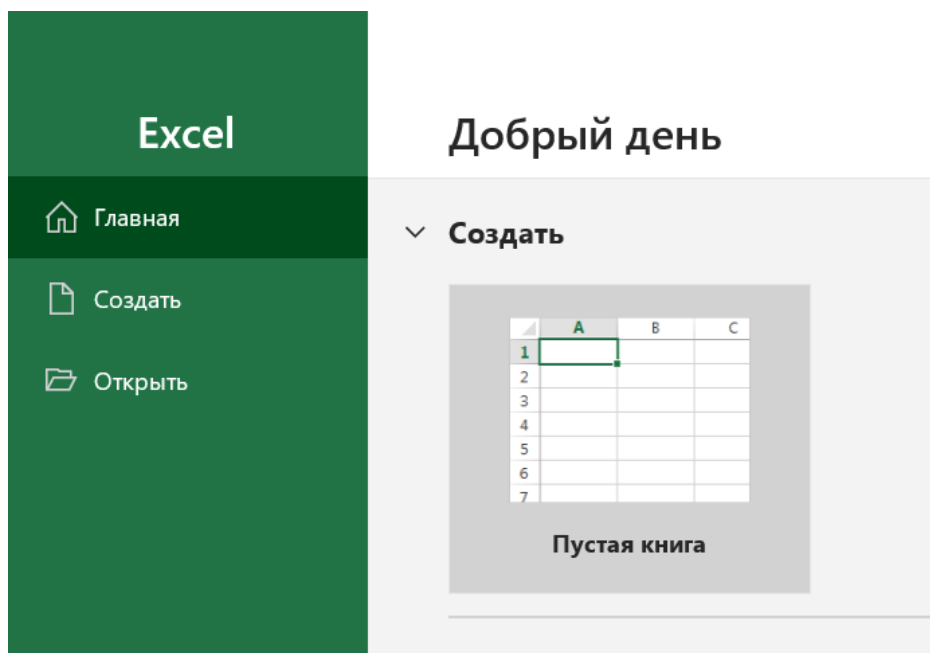 Excel
Главная
Создать
Открыть
Добрый день
Создать
A B C
1
2
3
4
5
6
7
Пустая книга